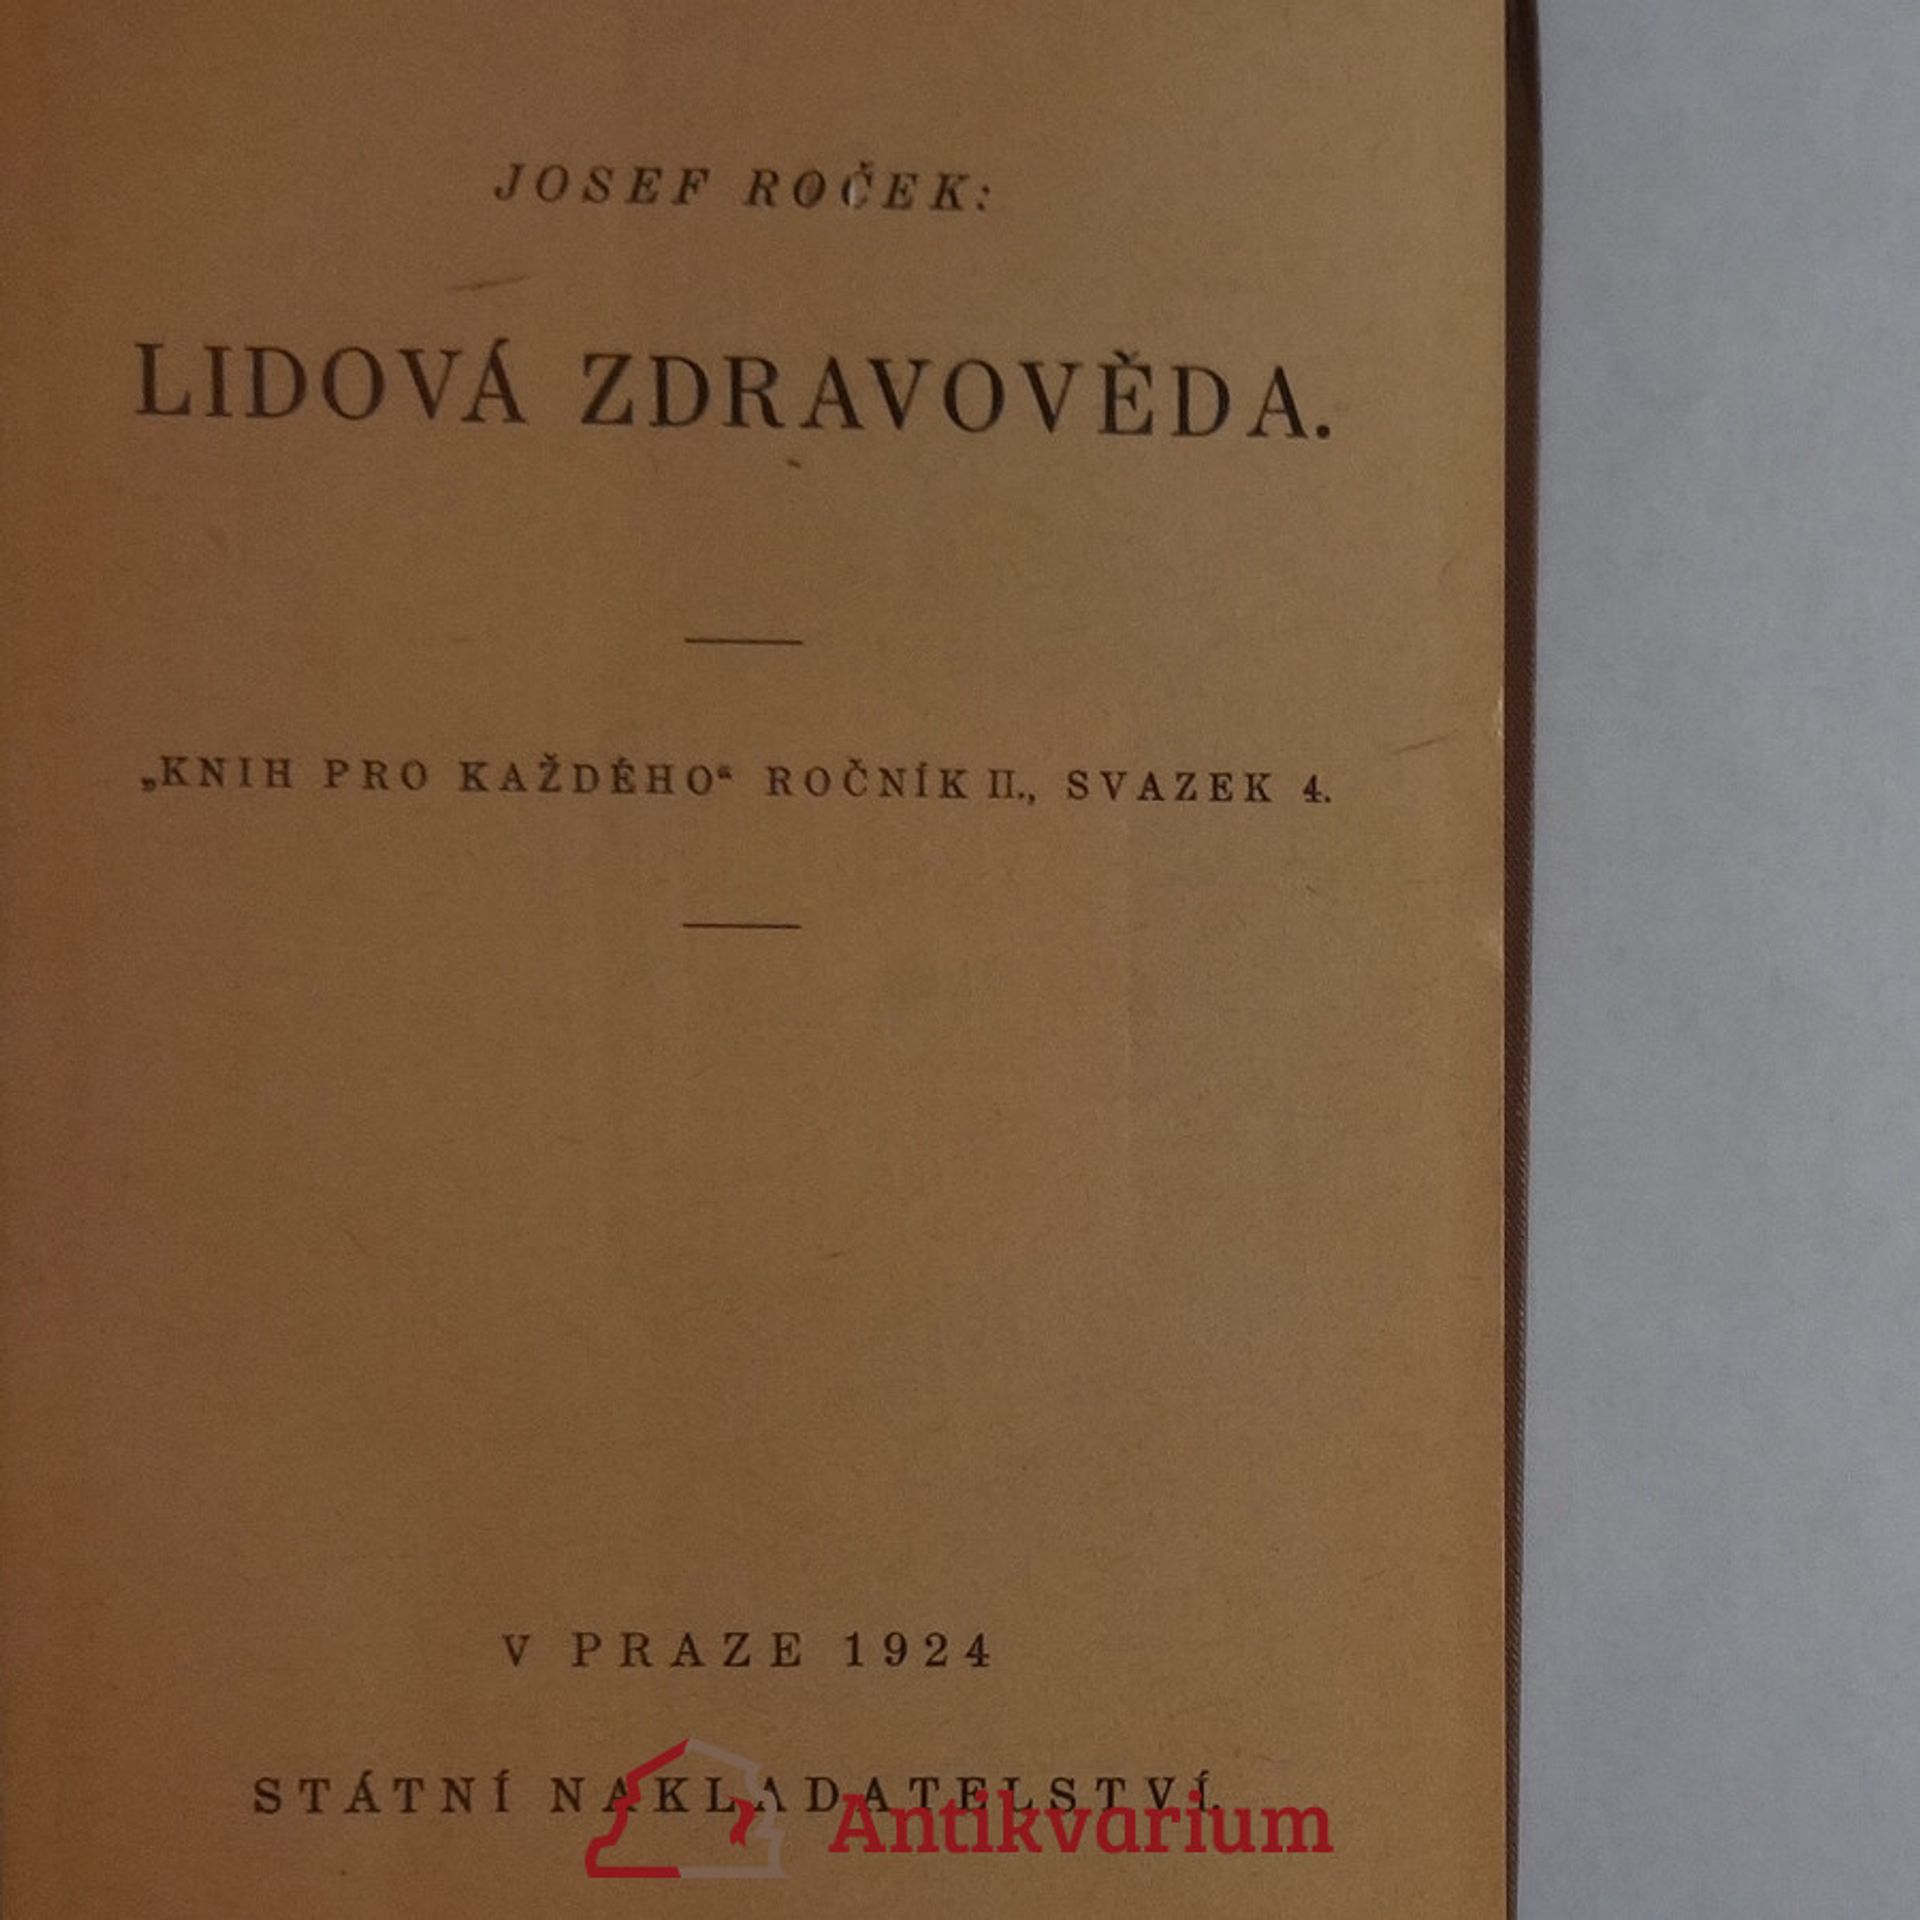 JOSEF ROČEK:
LIDOVÁ ZDRAVOVĚDA.
„KNIH PRO KAŽDÉHO“ ROČNÍK II., SVAZEK 4.
V PRAZE 1924
STÁTNÍ NAKLADATELSTVÍ.
Antikvarium